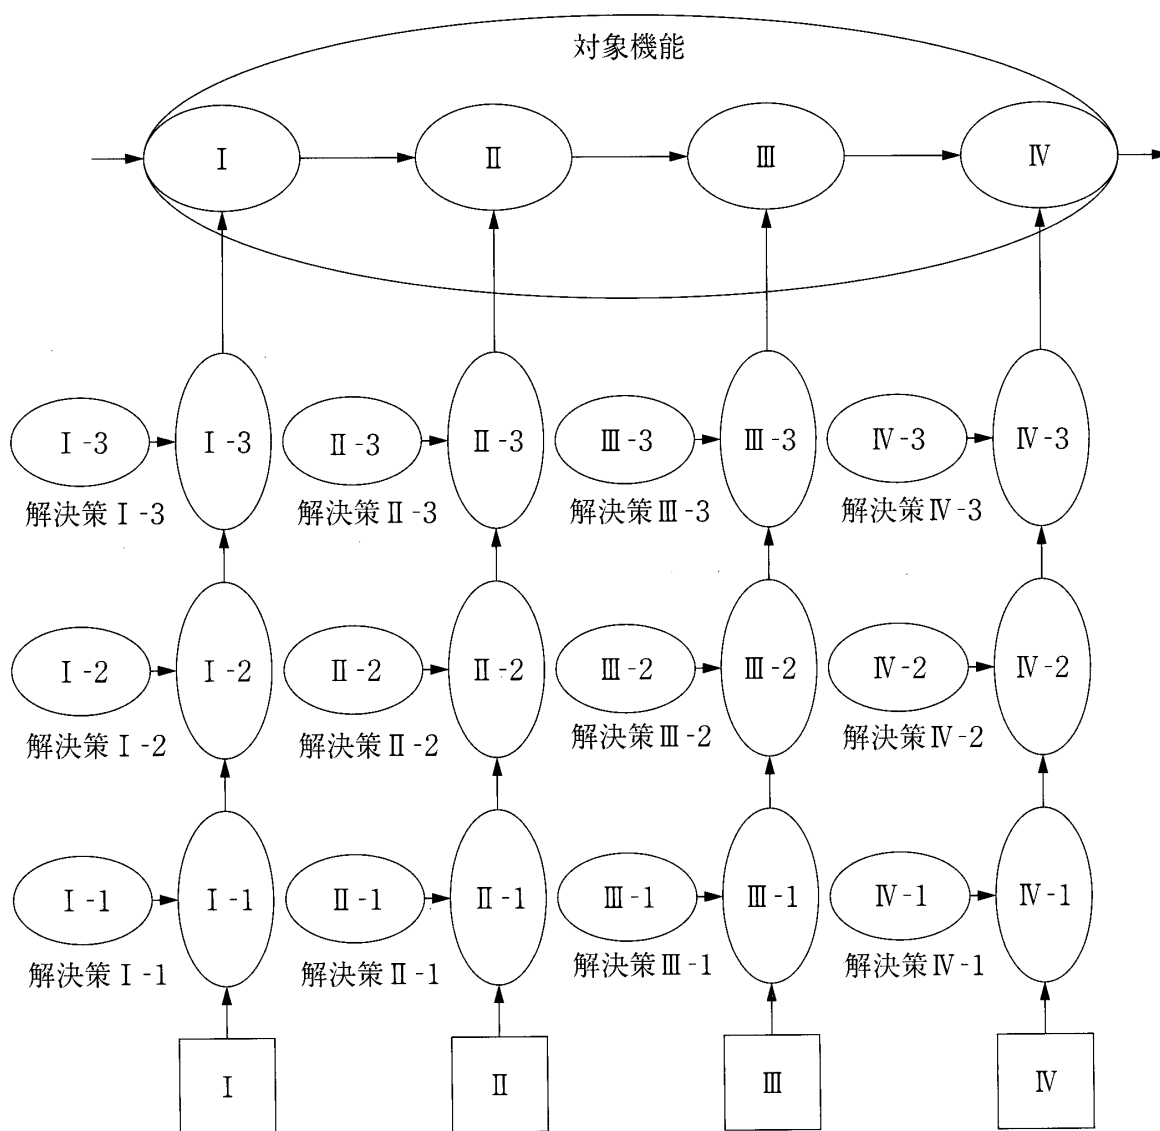 対象機能
Ⅰ Ⅱ Ⅲ Ⅳ
Ⅰ-3 Ⅰ-3 Ⅱ-3 Ⅱ-3 Ⅲ-3 Ⅲ-3 Ⅳ-3 Ⅳ-3
解決策Ⅰ-3 解決策Ⅱ-3 解決策Ⅲ-3 解決策Ⅳ-3
Ⅰ-2 Ⅰ-2 Ⅱ-2 Ⅱ-2 Ⅲ-2 Ⅲ-2 Ⅳ-2 Ⅳ-2
解決策Ⅰ-2 解決策Ⅱ-2 解決策Ⅲ-2 解決策Ⅳ-2
Ⅰ-1 Ⅰ-1 Ⅱ-1 Ⅱ-1 Ⅲ-1 Ⅲ-1 Ⅳ-1 Ⅳ-1
解決策Ⅰ-1 解決策Ⅱ-1 解決策Ⅲ-1 解決策Ⅳ-1
Ⅰ Ⅱ Ⅲ Ⅳ